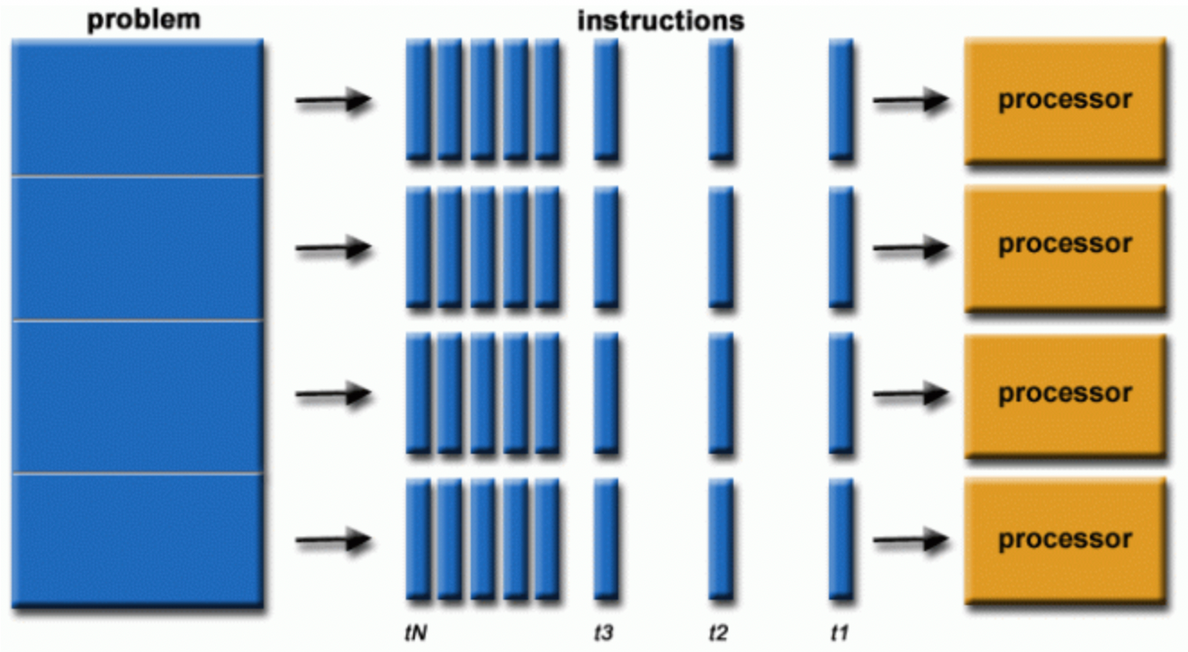 problem
instructions
processor
processor
processor
processor
tN t3 t2 t1